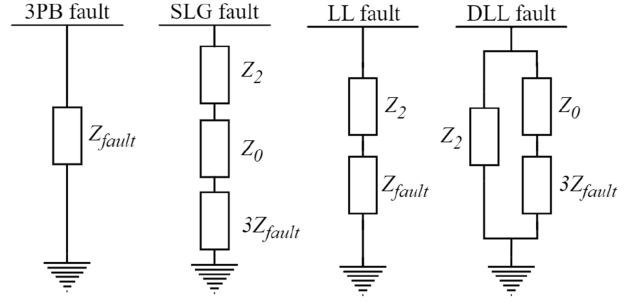 3PB fault
SLG fault
LL fault
DLL fault
Z2
Z2
Z0
Zfault
Z0
Z2
Zfault
3Zfault
3Zfault